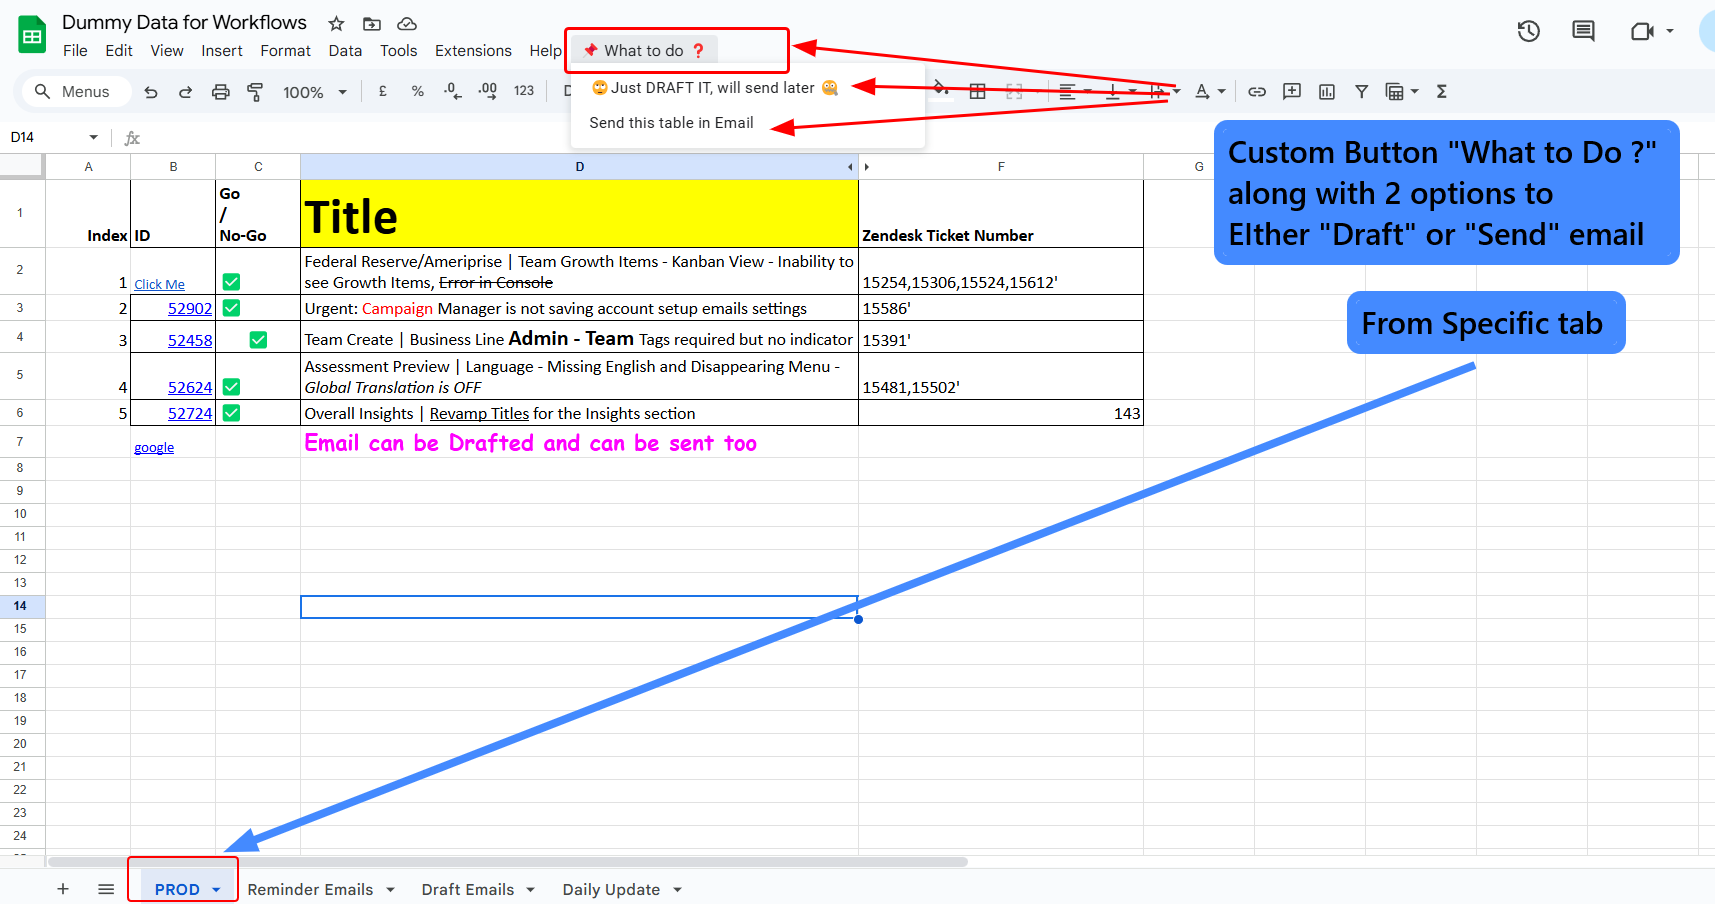 Dummy Data for Workflows
File Edit View Insert Format Data Tools Extensions Help 📌 What to do ❓
🙄Just DRAFT IT, will send later 🤐
Send this table in Email
Menus 100% £ % .0 .00 123
D14 fx
A B C D F G
Custom Button "What to Do ?"
along with 2 options to
EIther "Draft" or "Send" email
From Specific tab
1 Index ID Go
/
No-Go Title Zendesk Ticket Number
2 1 Click Me ✅ Federal Reserve/Ameriprise | Team Growth Items - Kanban View - Inability to
see Growth Items, Error in Console 15254,15306,15524,15612'
3 2 52902 ✅ Urgent: Campaign Manager is not saving account setup emails settings 15586'
4 3 52458 ✅ Team Create | Business Line Admin - Team Tags required but no indicator 15391'
5 4 52624 ✅ Assessment Preview | Language - Missing English and Disappearing Menu -
Global Translation is OFF 15481,15502'
6 5 52724 ✅ Overall Insights | Revamp Titles for the Insights section 143
7 google Email can be Drafted and can be sent too
8
9
10
11
12
13
14
15
16
17
18
19
20
21
22
23
24
PROD Reminder Emails Draft Emails Daily Update